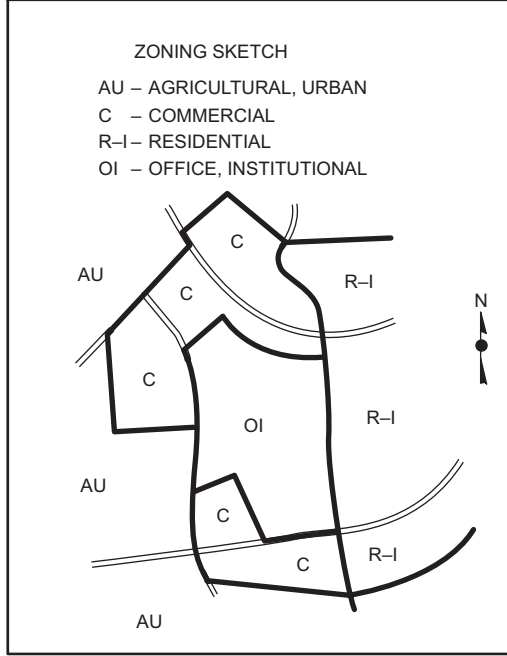 ZONING SKETCH
AU – AGRICULTURAL, URBAN
C – COMMERCIAL
R–I – RESIDENTIAL
OI – OFFICE, INSTITUTIONAL
C
AU
R–I
C
N
C
OI
R–I
AU
C
R–I
C
AU